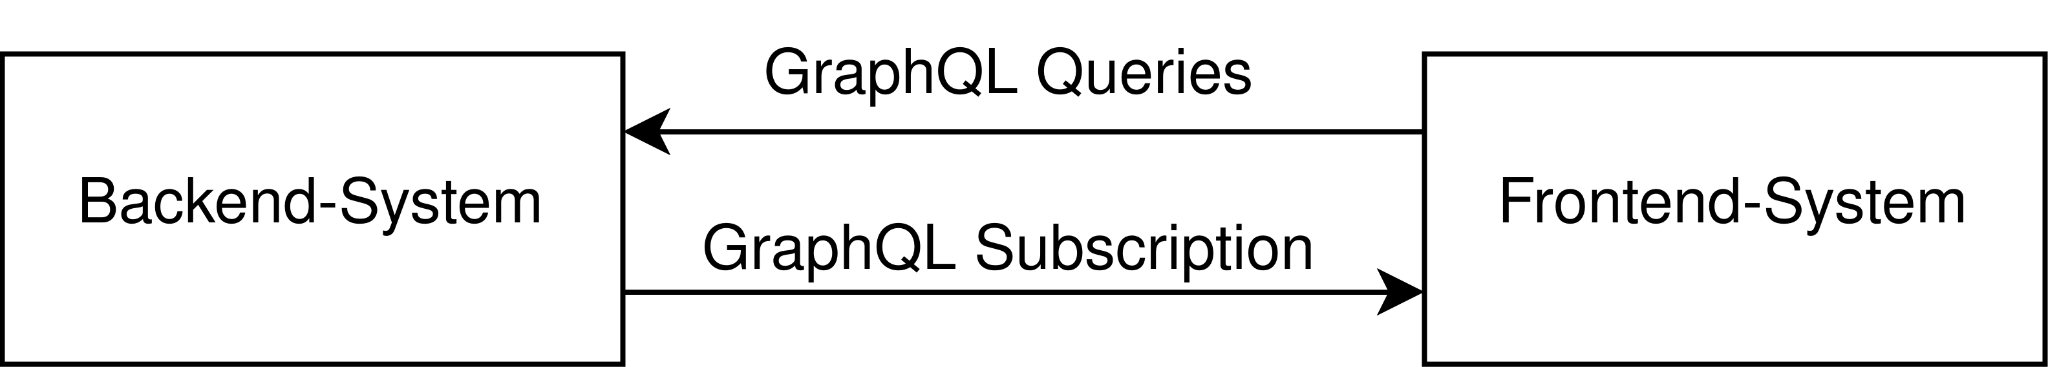 GraphQL Queries
Backend-System
Frontend-System
GraphQL Subscription